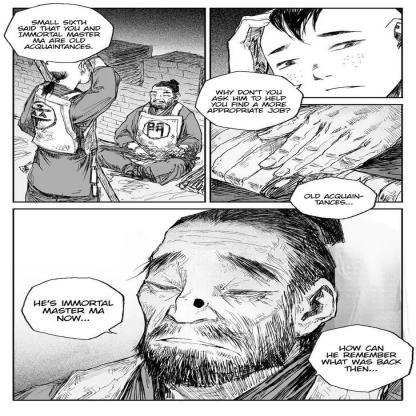 SMALL SIXTH
SAID THAT YOU AND
IMMORTAL MASTER
MA ARE OLD
ACQUAINTANCES.
WHY DON'T YOU
ASK HIM TO HELP
YOU FIND A MORE
APPROPRIATE JOB?
OLD ACQUAIN-
TANCES...
HE'S IMMORTAL
MASTER MA
NOW...
HOW CAN
HE REMEMBER
WHAT WAS BACK
THEN...